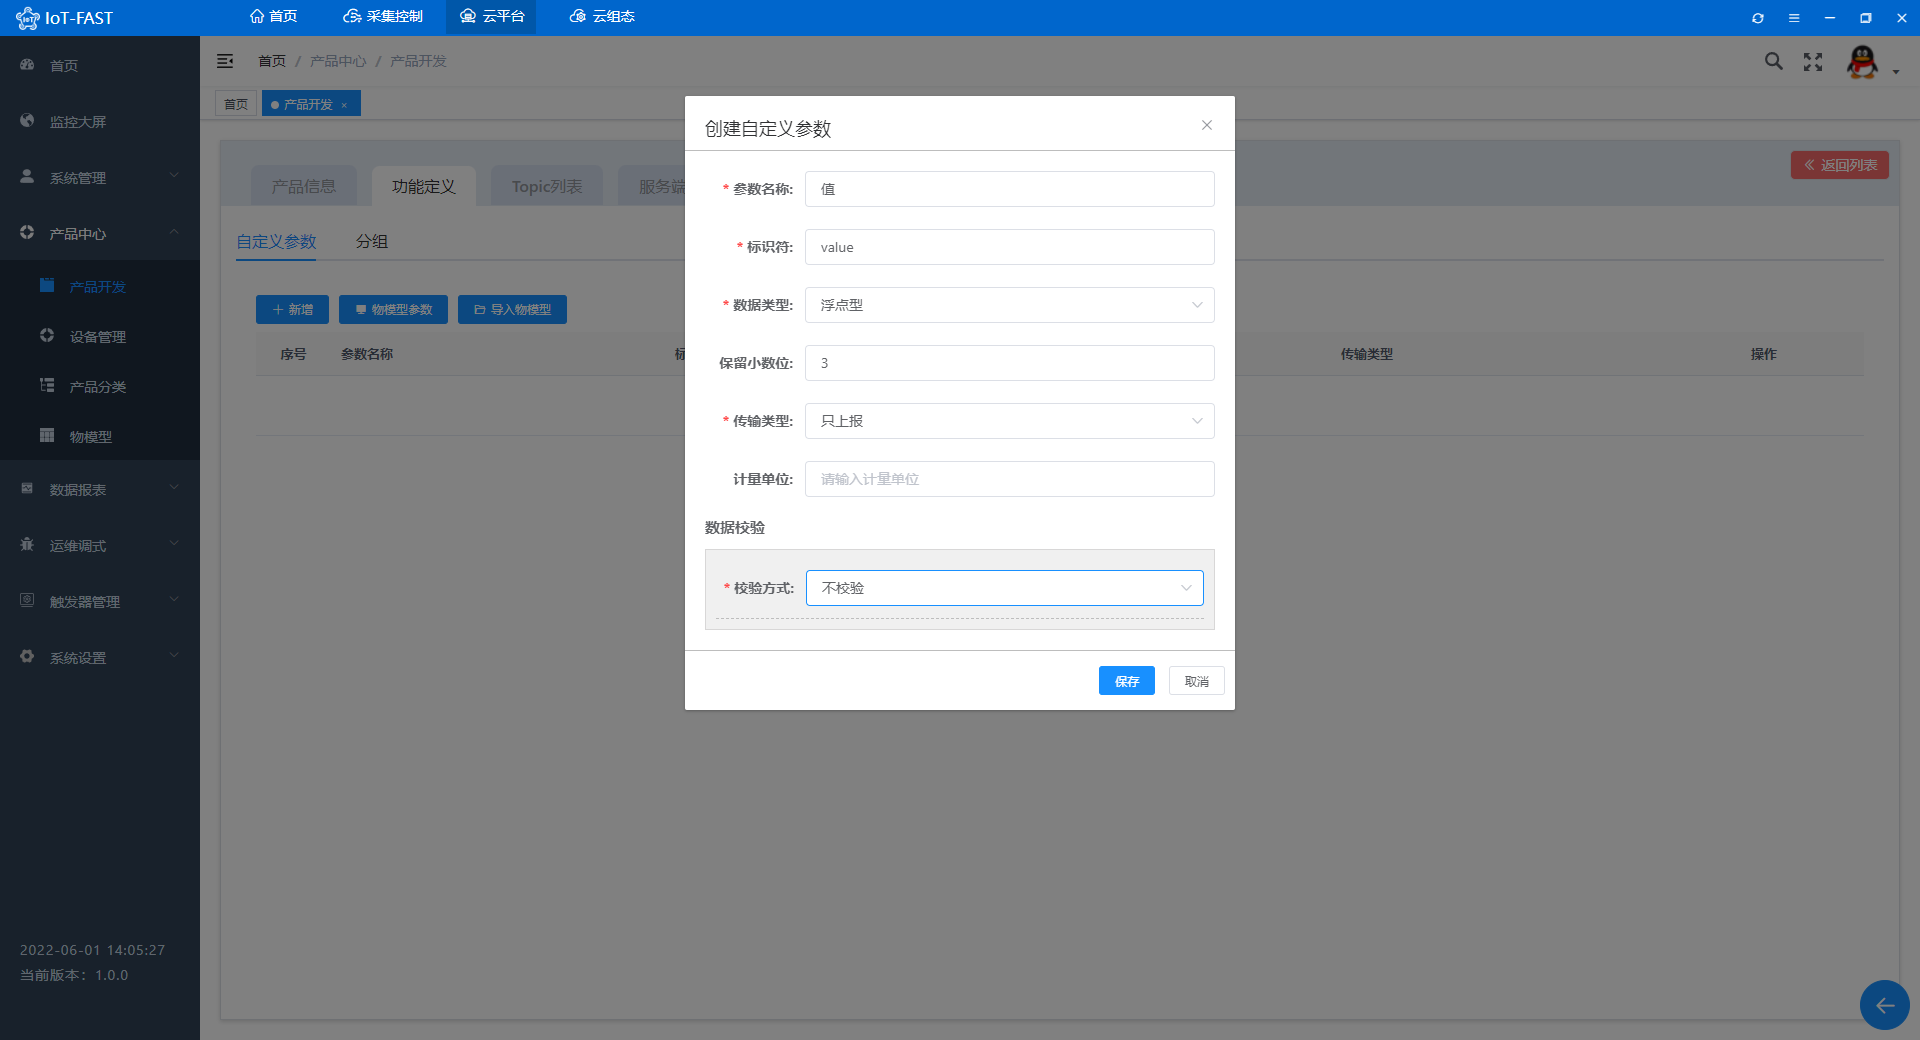 IoT-FAST
首页
采集控制
云平台
云组态
首页
监控大屏
系统管理
产品中心
产品开发
设备管理
产品分类
物模型
数据报表
运维调式
触发器管理
系统设置
2022-06-01 14:05:27
当前版本：1.0.0
首页 / 产品中心 / 产品开发
首页
产品开发 ×
产品信息
功能定义
Topic列表
服务端
返回列表
自定义参数
分组
新增
物模型参数
导入物模型
序号
参数名称
传输类型
操作
创建自定义参数
* 参数名称: 值
* 标识符: value
* 数据类型: 浮点型
保留小数位: 3
* 传输类型: 只上报
计量单位: 请输入计量单位
数据校验
* 校验方式: 不校验
保存
取消